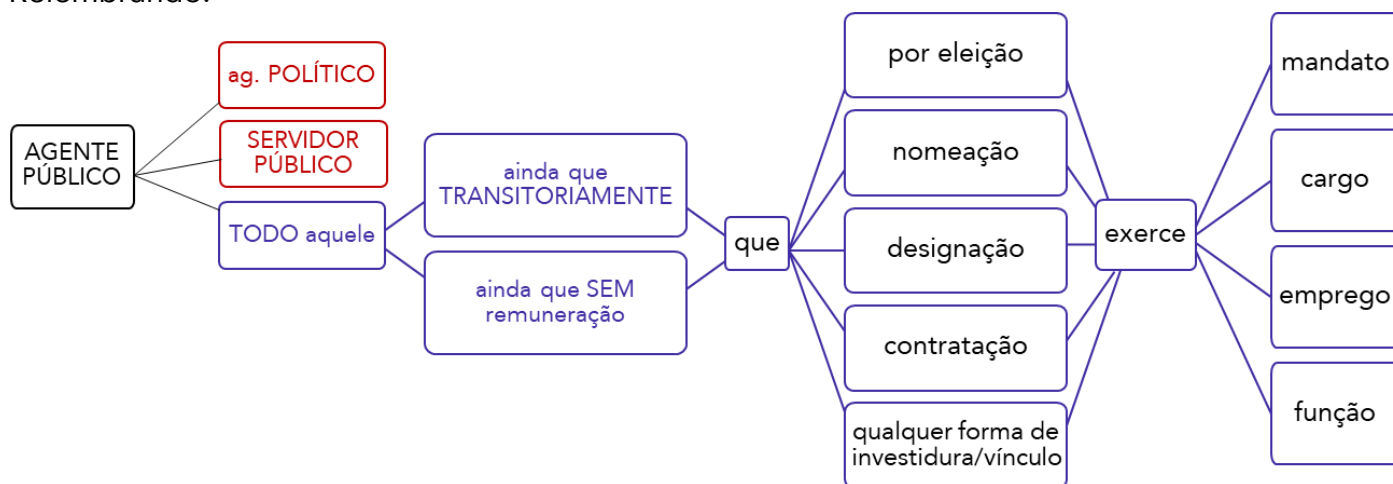 AGENTE
PÚBLICO
ag. POLÍTICO
SERVIDOR
PÚBLICO
TODO aquele
ainda que
TRANSITORIAMENTE
ainda que SEM
remuneração
que
por eleição
nomeação
designação
contratação
qualquer forma de
investidura/vínculo
exerce
mandato
cargo
emprego
função